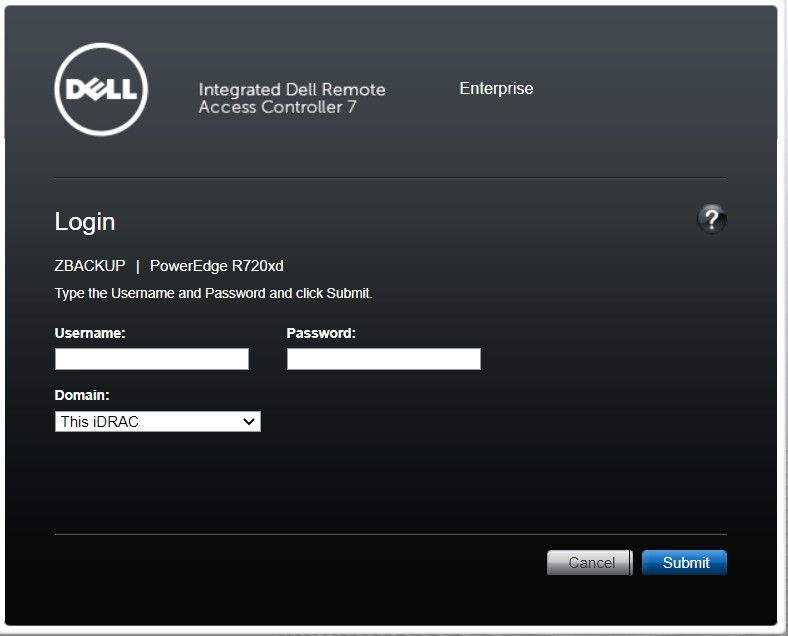 DELL
Integrated Dell Remote
Access Controller 7
Enterprise
Login
?
ZBACKUP | PowerEdge R720xd
Type the Username and Password and click Submit.
Username: Password:
Domain:
This iDRAC
Cancel Submit